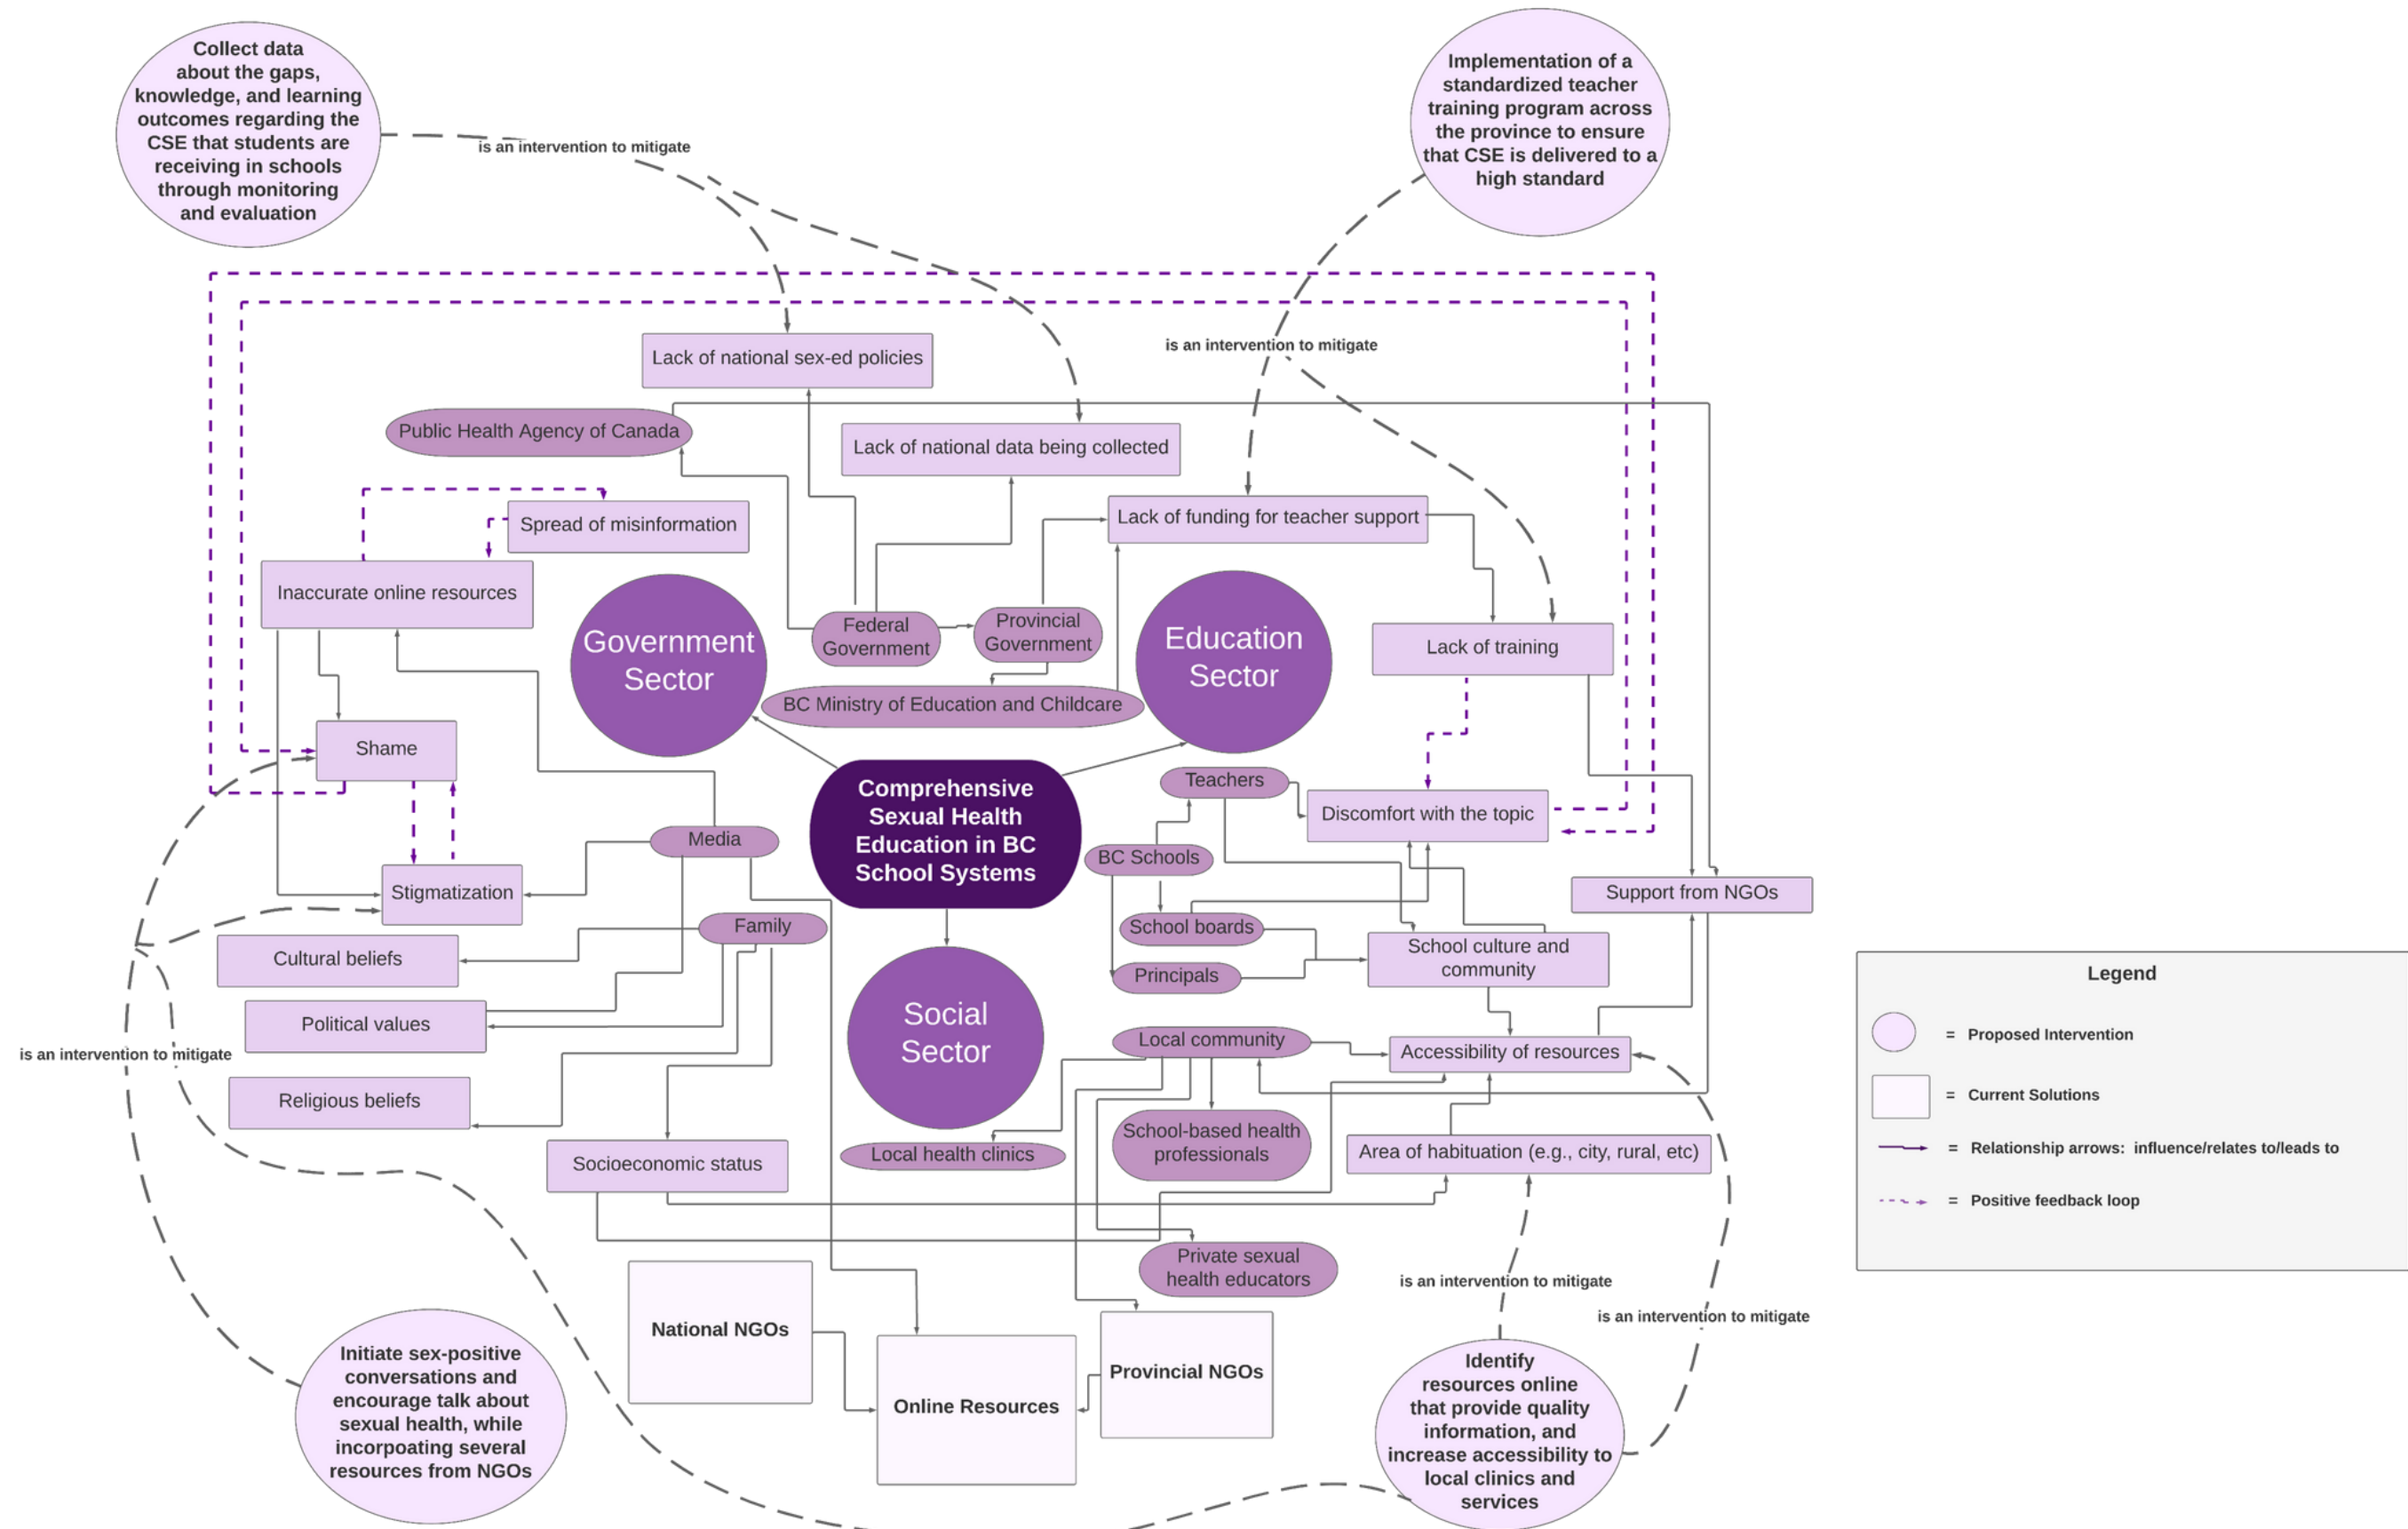 Collect data
about the gaps,
knowledge, and learning
outcomes regarding the
CSE that students are
receiving in schools
through monitoring
and evaluation
is an intervention to mitigate
Implementation of a
standardized teacher
training program across
the province to ensure
that CSE is delivered to a
high standard
is an intervention to mitigate
Lack of national sex-ed policies
Public Health Agency of Canada
Lack of national data being collected
Spread of misinformation
Lack of funding for teacher support
Inaccurate online resources
Government
Sector
Federal
Government
Provincial
Government
Education
Sector
Lack of training
BC Ministry of Education and Childcare
Shame
Comprehensive
Sexual Health
Education in BC
School Systems
Teachers
Discomfort with the topic
Media
BC Schools
Stigmatization
Support from NGOs
Family
School boards
Cultural beliefs
School culture and
community
Principals
Political values
Social
Sector
Local community
Accessibility of resources
is an intervention to mitigate
Religious beliefs
School-based health
professionals
Local health clinics
Area of habituation (e.g., city, rural, etc)
Socioeconomic status
Private sexual
health educators
is an intervention to mitigate
is an intervention to mitigate
National NGOs
Online Resources
Provincial NGOs
Initiate sex-positive
conversations and
encourage talk about
sexual health, while
incorpoating several
resources from NGOs
Identify
resources online
that provide quality
information, and
increase accessibility to
local clinics and
services
Legend
= Proposed Intervention
= Current Solutions
= Relationship arrows: influence/relates to/leads to
= Positive feedback loop